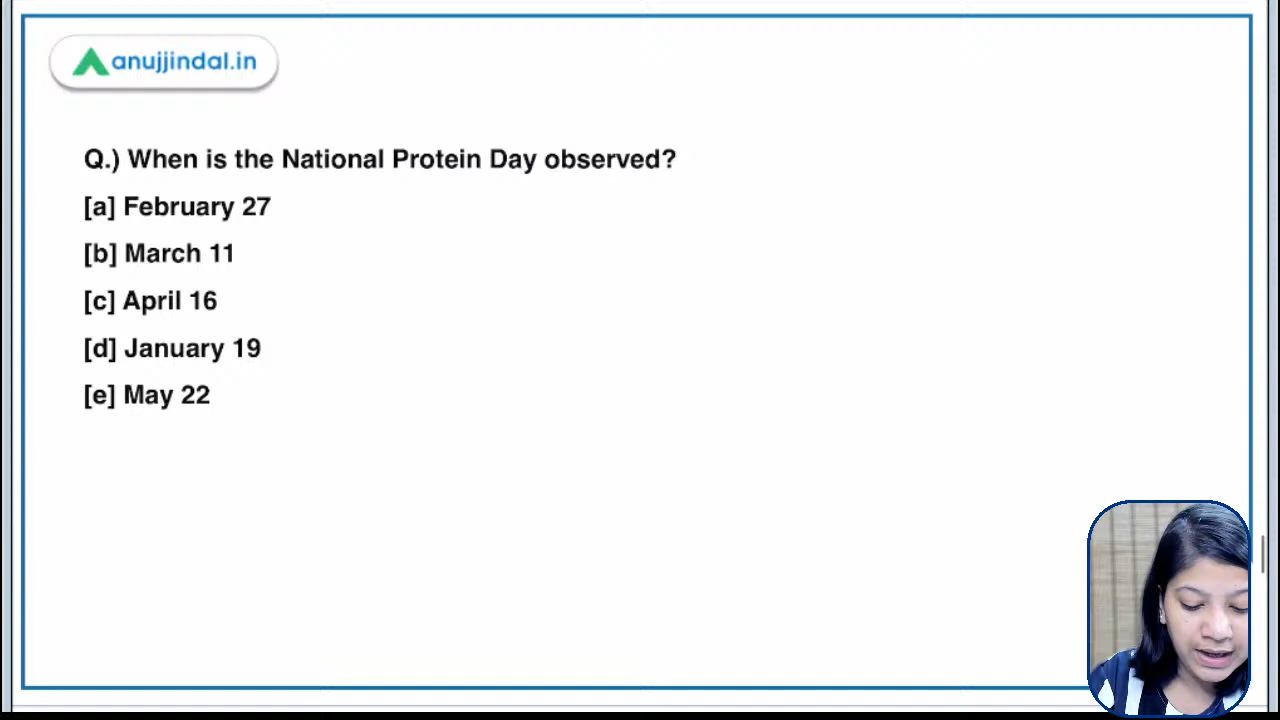 anujjindal.in
Q.) When is the National Protein Day observed?
[a] February 27
[b] March 11
[c] April 16
[d] January 19
[e] May 22